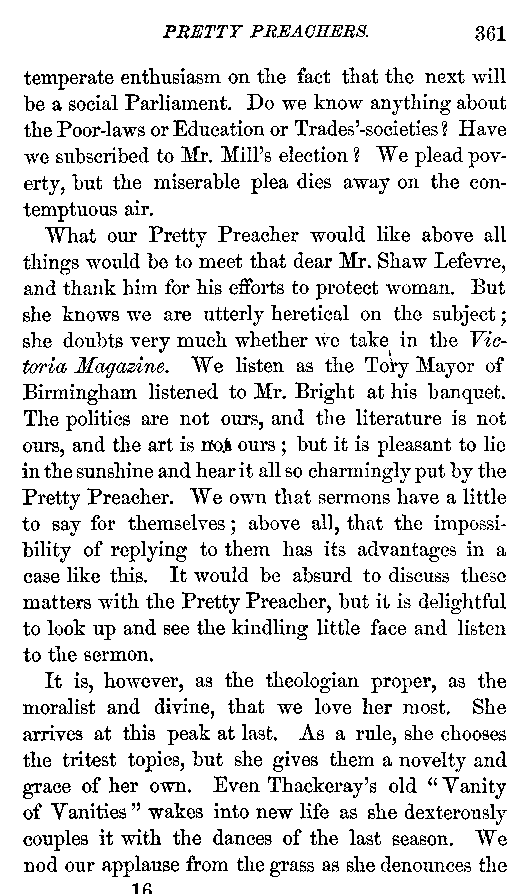 PRETTY PREACHERS. 361
temperate enthusiasm on the fact that the next will
be a social Parliament. Do we know anything about
the Poor-laws or Education or Trades'-societies? Have
we subscribed to Mr. Mill's election? We plead pov-
erty, but the miserable plea dies away on the con-
temptuous air.
What our Pretty Preacher would like above all
things would be to meet that dear Mr. Shaw Lefevre,
and thank him for his efforts to protect woman. But
she knows we are utterly heretical on the subject;
she doubts very much whether we take in the Vic-
toria Magazine. We listen as the Tory Mayor of
Birmingham listened to Mr. Bright at his banquet.
The politics are not ours, and the literature is not
ours, and the art is not ours; but it is pleasant to lie
in the sunshine and hear it all so charmingly put by the
Pretty Preacher. We own that sermons have a little
to say for themselves; above all, that the impossi-
bility of replying to them has its advantages in a
case like this. It would be absurd to discuss these
matters with the Pretty Preacher, but it is delightful
to look up and see the kindling little face and listen
to the sermon.
It is, however, as the theologian proper, as the
moralist and divine, that we love her most. She
arrives at this peak at last. As a rule, she chooses
the tritest topics, but she gives them a novelty and
grace of her own. Even Thackeray's old "Vanity
of Vanities" wakes into new life as she dexterously
couples it with the dances of the last season. We
nod our applause from the grass as she denounces the
16